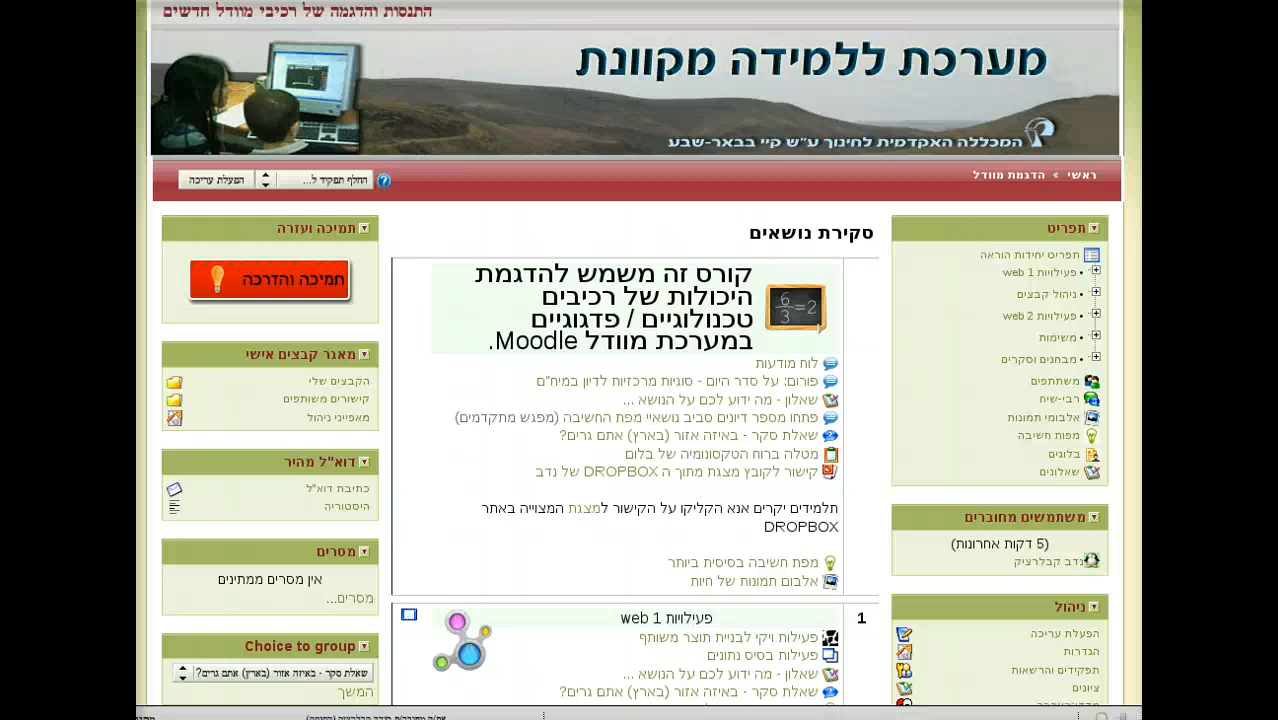 התנסות והדגמה של רכיבי מוודל חדשים
מערכת ללמידה מקוונת
המכללה האקדמית לחינוך ע"ש קיי בבאר-שבע
ראשי » הדגמת מוודל
החלף תפקיד ל...
הפעלת עריכה
תפריט
תפריט יחידות הוראה
פעילויות web 1
ניהול קבצים
פעילויות web 2
משימות
מבחנים וסקרים
משתתפים
רבי-שיח
אלבומי תמונות
מפות חשיבה
בלוגים
שאלונים
משתמשים מחוברים
(5 דקות אחרונות)
נדב קבלרציק
ניהול
הפעלת עריכה
הגדרות
תפקידים והרשאות
ציונים
סקירת נושאים
קורס זה משמש להדגמת
היכולות של רכיבים
טכנולוגיים / פדגוגיים
במערכת מוודל Moodle.
לוח מודעות
פורום: על סדר היום - סוגיות מרכזיות לדיון במיח"ם
שאלון - מה ידוע לכם על הנושא ...
פתחו מספר דיונים סביב נושאיי מפת החשיבה (מפגש מתקדמים)
שאלת סקר - באיזה אזור (בארץ) אתם גרים?
מטלה ברוח הטקסונומיה של בלום
קישור לקובץ מצגת מתוך ה DROPBOX של נדב
תלמידים יקרים אנא הקליקו על הקישור למצגת המצוייה באתר
DROPBOX
מפת חשיבה בסיסית ביותר
אלבום תמונות של חיות
1
פעילויות web 1
פעילות ויקי לבניית תוצר משותף
פעילות בסיס נתונים
שאלון - מה ידוע לכם על הנושא ...
שאלת סקר - באיזה אזור (בארץ) אתם גרים?
תמיכה ועזרה
תמיכה והדרכה
מאגר קבצים אישי
הקבצים שלי
קישורים משותפים
מאפייני ניהול
דוא"ל מהיר
כתיבת דוא"ל
היסטוריה
מסרים
אין מסרים ממתינים
מסרים...
Choice to group
שאלת סקר - באיזה אזור (בארץ) אתם גרים?
המשך